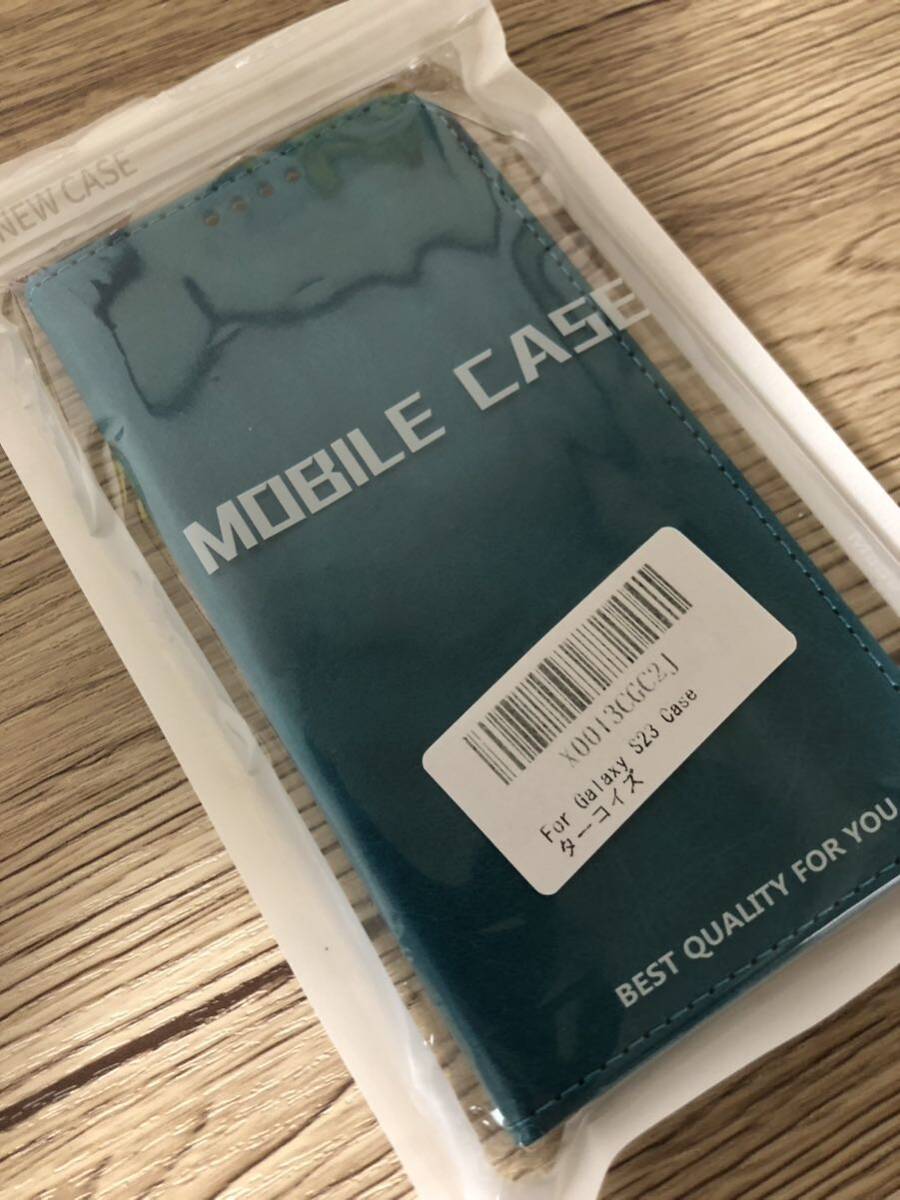 NEW CASE
MOBILE CASE
X0013CGC2J
For Galaxy S23 Case
ターコイズ
BEST QUALITY FOR YOU